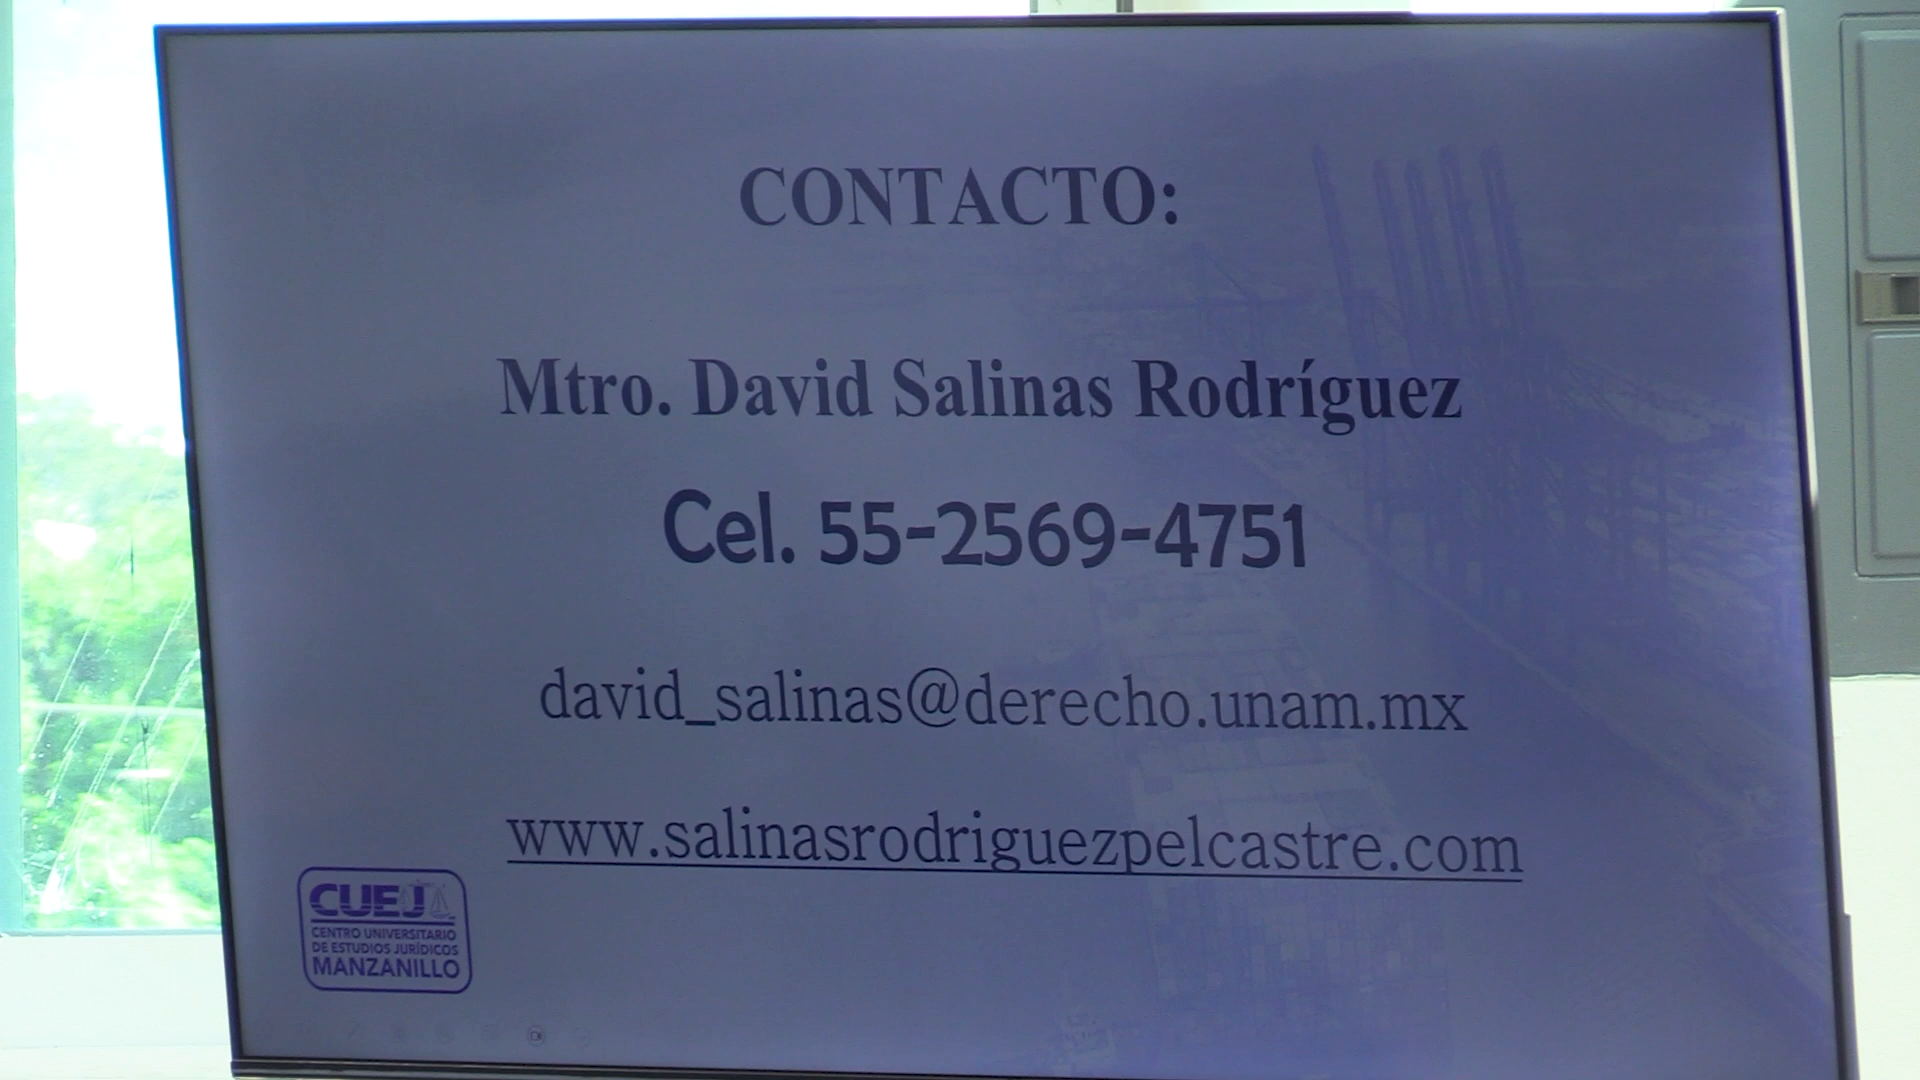 CONTACTO:
Mtro. David Salinas Rodríguez
Cel. 55-2569-4751
david_salinas@derecho.unam.mx
www.salinasrodriguezpelcastre.com
CUEJ
CENTRO UNIVERSITARIO
DE ESTUDIOS JURÍDICOS
MANZANILLO